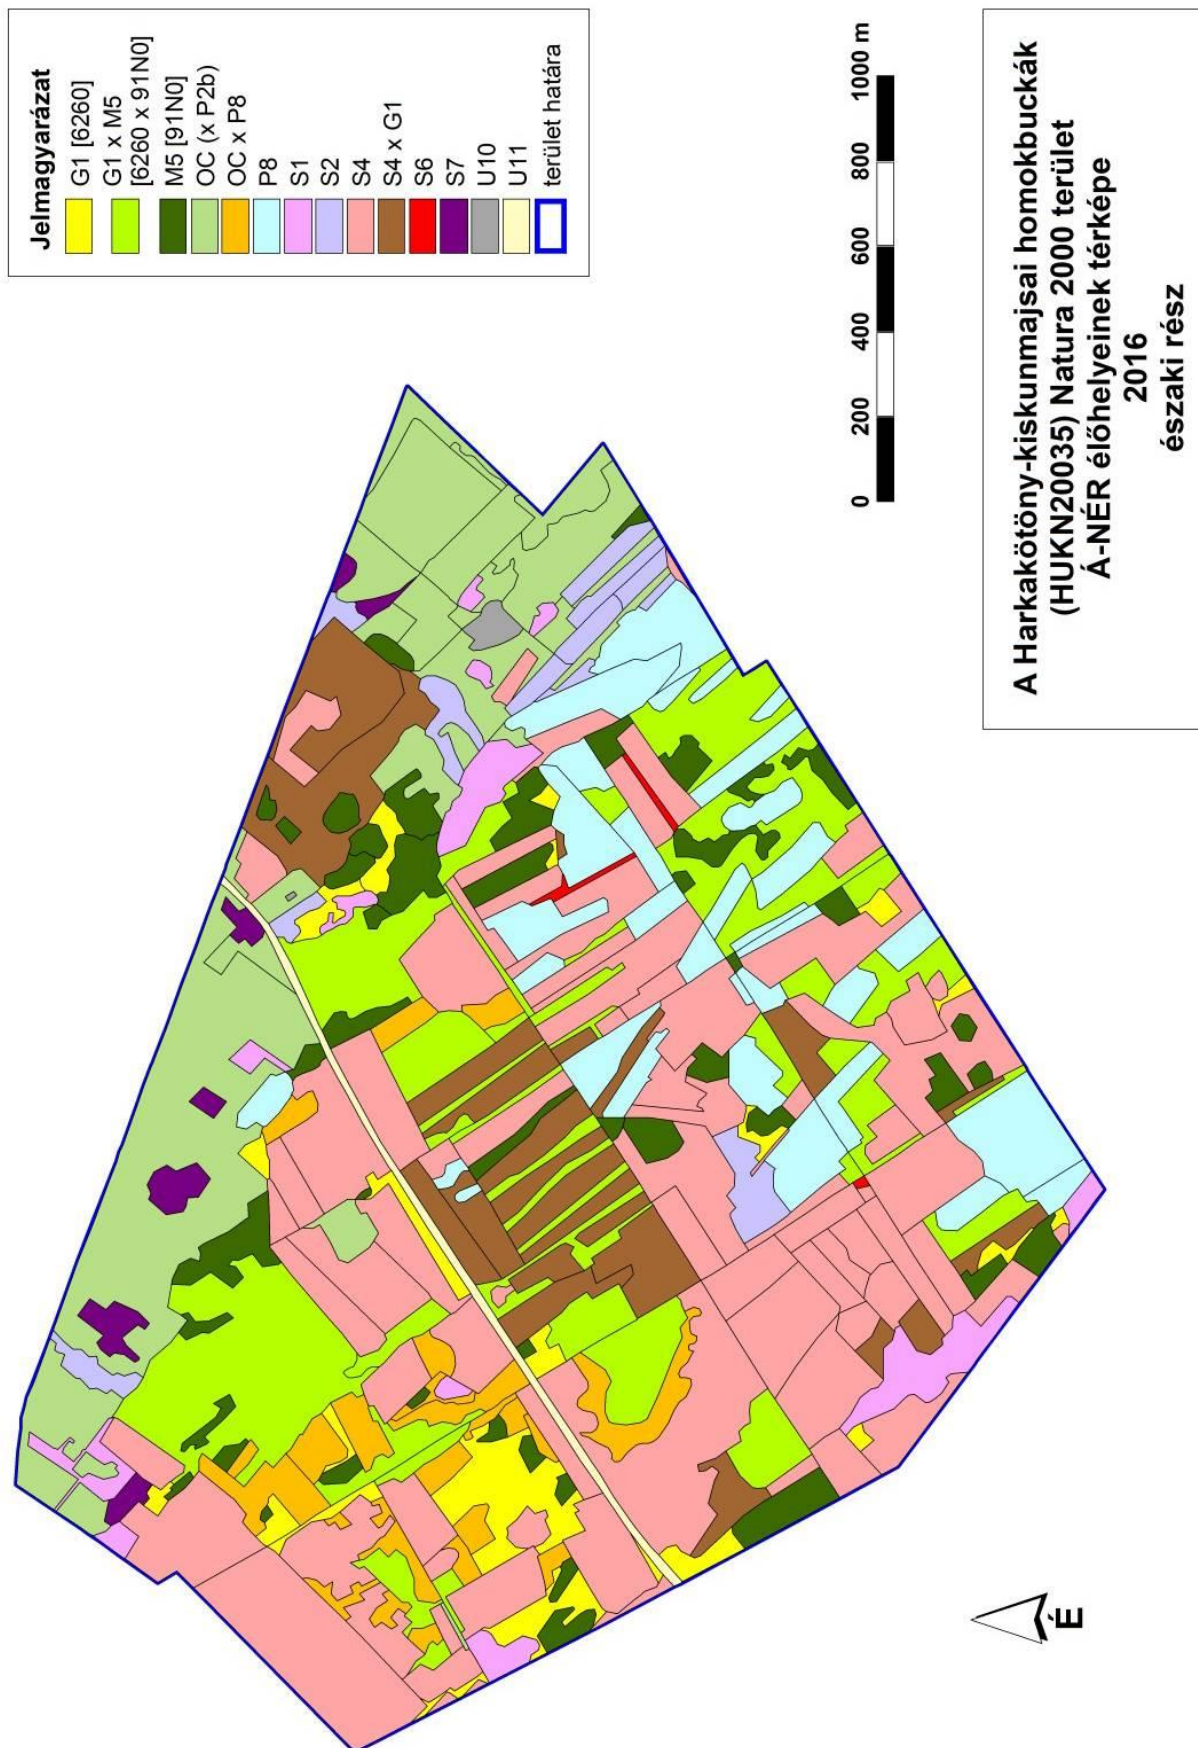 Jelmagyarázat
G1 [6260]
G1 x M5
[6260 x 91N0]
M5 [91N0]
OC (x P2b)
OC x P8
P8
S1
S2
S4
S4 x G1
S6
S7
U10
U11
terület határa
0 200 400 600 800 1000 m
A Harkakötöny-kiskunmajsai homokbuckák
(HUKN20035) Natura 2000 terület
Á-NÉR élőhelyeinek térképe
2016
északi rész
É